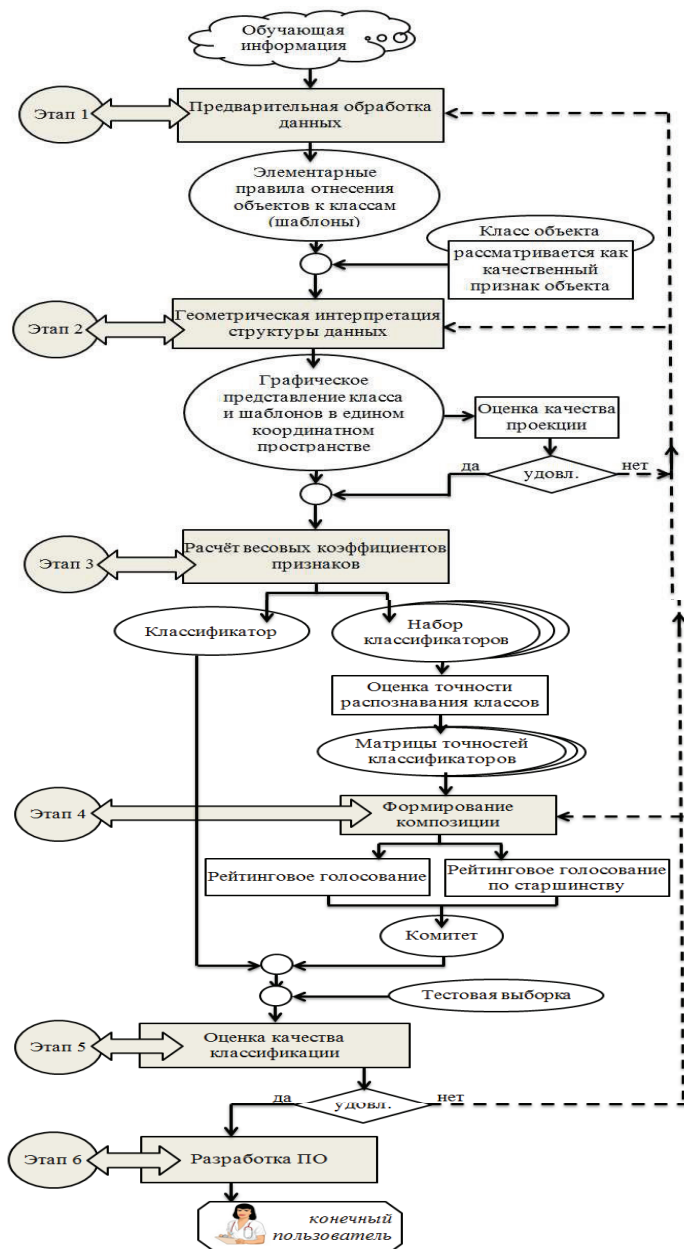 Обучающая
информация
Этап 1
Предварительная обработка
данных
Элементарные
правила отнесения
объектов к классам
(шаблоны)
Класс объекта
рассматривается как
качественный
признак объекта
Этап 2
Геометрическая интерпретация
структуры данных
Графическое
представление класса
и шаблонов в едином
координатном
пространстве
Оценка качества
проекции
да
удовл.
нет
Этап 3
Расчёт весовых коэффициентов
признаков
Классификатор
Набор
классификаторов
Оценка точности
распознавания классов
Матрицы точностей
классификаторов
Этап 4
Формирование
композиции
Рейтинговое голосование
Рейтинговое голосование
по старшинству
Комитет
Тестовая выборка
Этап 5
Оценка качества
классификации
да
удовл.
нет
Этап 6
Разработка ПО
конечный
пользователь